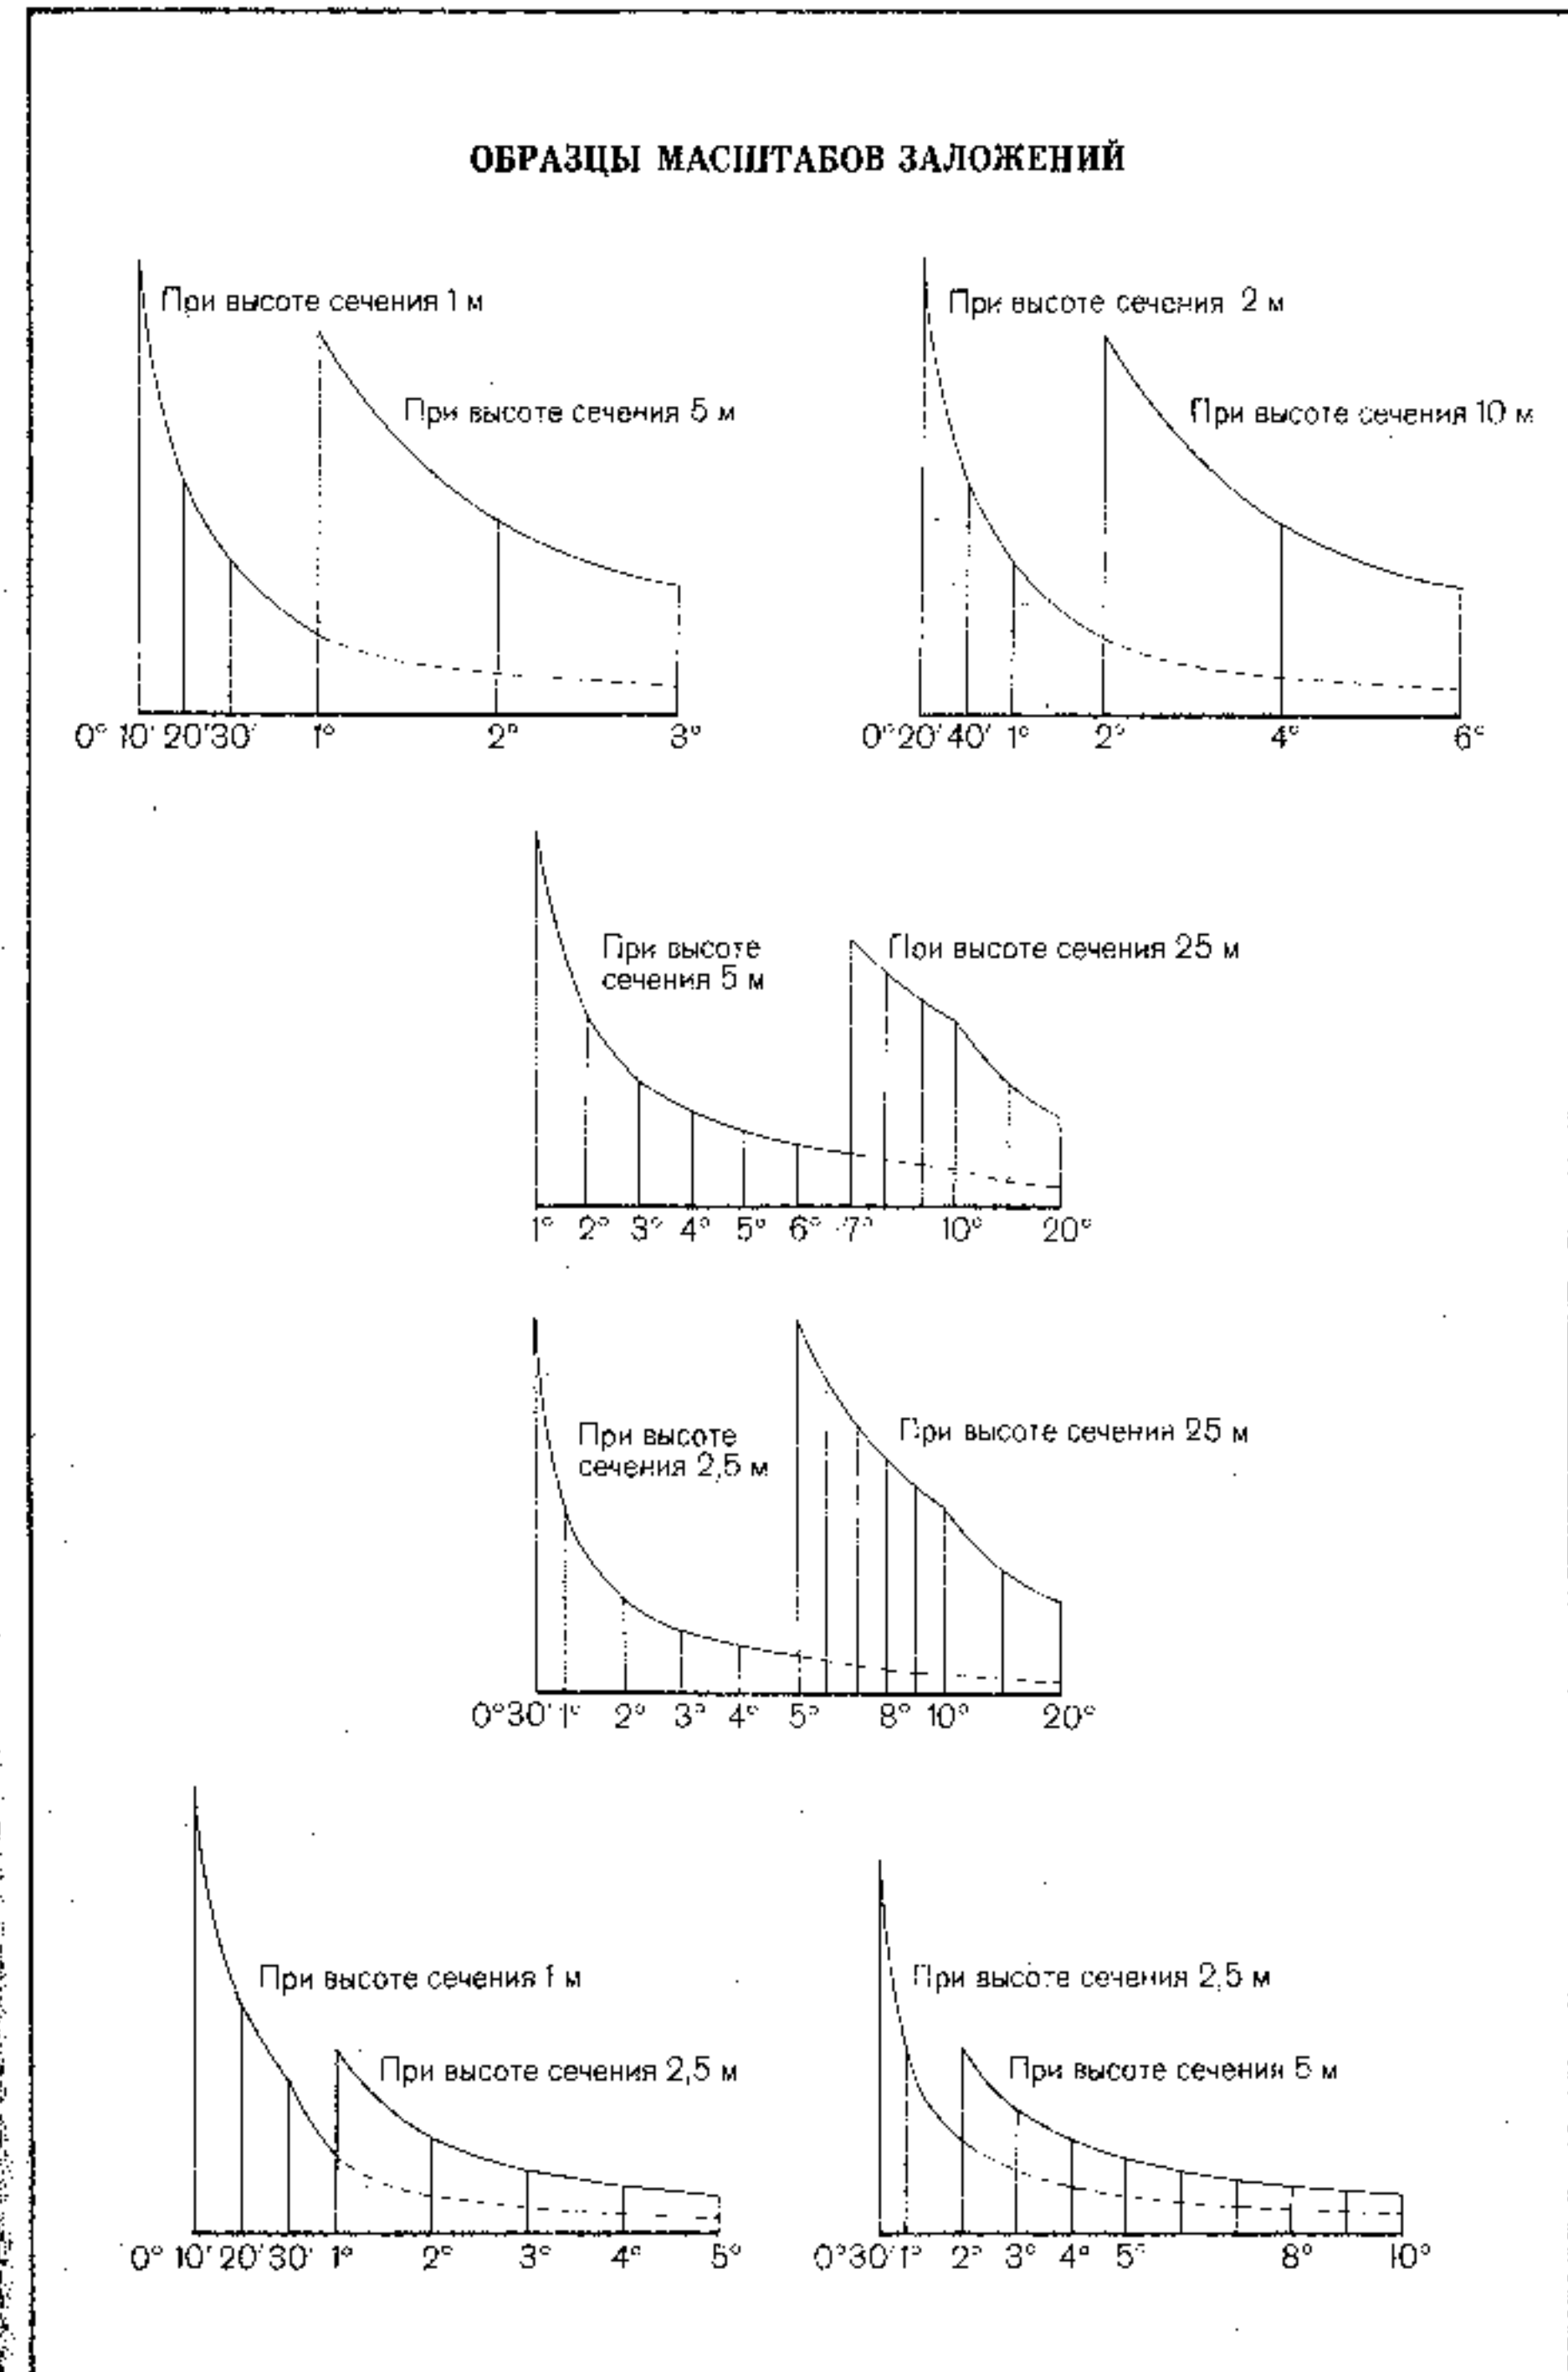 ОБРАЗЦЫ МАСШТАБОВ ЗАЛОЖЕНИЙ
При высоте сечения 1 м
При высоте сечения 5 м
0° 10' 20' 30' 1° 2° 3°
При высоте сечения 2 м
При высоте сечения 10 м
0° 20' 40' 1° 2° 4° 6°
При высоте
сечения 5 м
При высоте сечения 25 м
1° 2° 3° 4° 5° 6° 7° 10° 20°
При высоте
сечения 2,5 м
При высоте сечения 25 м
0°30' 1° 2° 3° 4° 5° 8° 10° 20°
При высоте сечения 1 м
При высоте сечения 2,5 м
0° 10' 20' 30' 1° 2° 3° 4° 5°
При высоте сечения 2,5 м
При высоте сечения 5 м
0°30' 1° 2° 3° 4° 5° 8° 10°